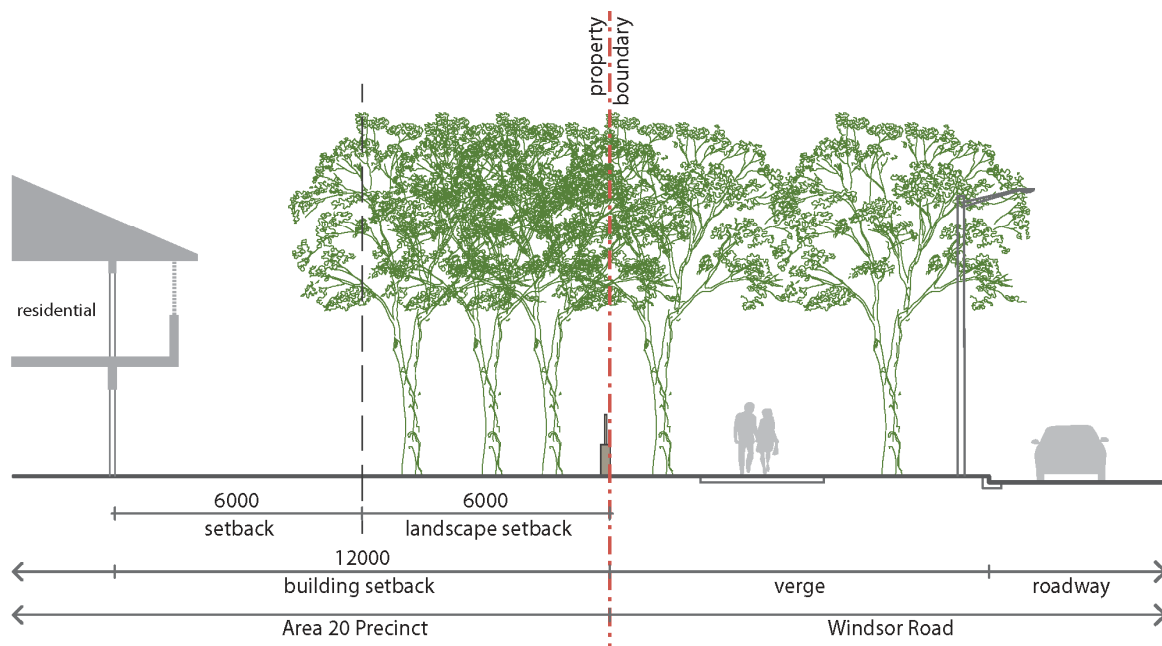 property
boundary
residential
6000
setback
6000
landscape setback
12000
building setback
verge
roadway
Area 20 Precinct
Windsor Road